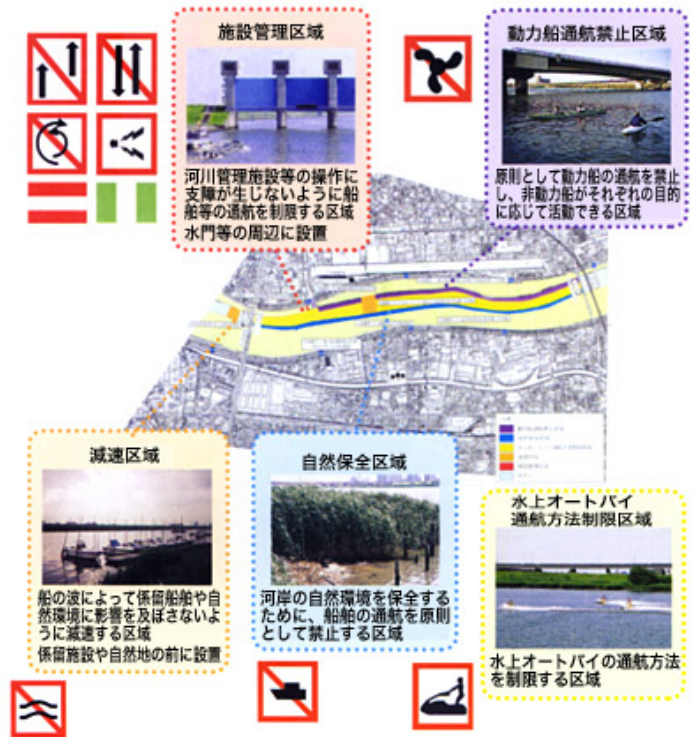 施設管理区域
河川管理施設等の操作に
支障が生じないように船
舶等の通航を制限する区域
水門等の周辺に設置
動力船通航禁止区域
原則として動力船の通航を禁止
し、非動力船がそれぞれの目的
に応じて活動できる区域
減速区域
船の波によって係留船舶や自
然環境に影響を及ぼさないよ
うに減速する区域
係留施設や自然地の前に設置
自然保全区域
河岸の自然環境を保全する
ために、船舶の通航を原則
として禁止する区域
水上オートバイ
通航方法制限区域
水上オートバイの通航方法
を制限する区域